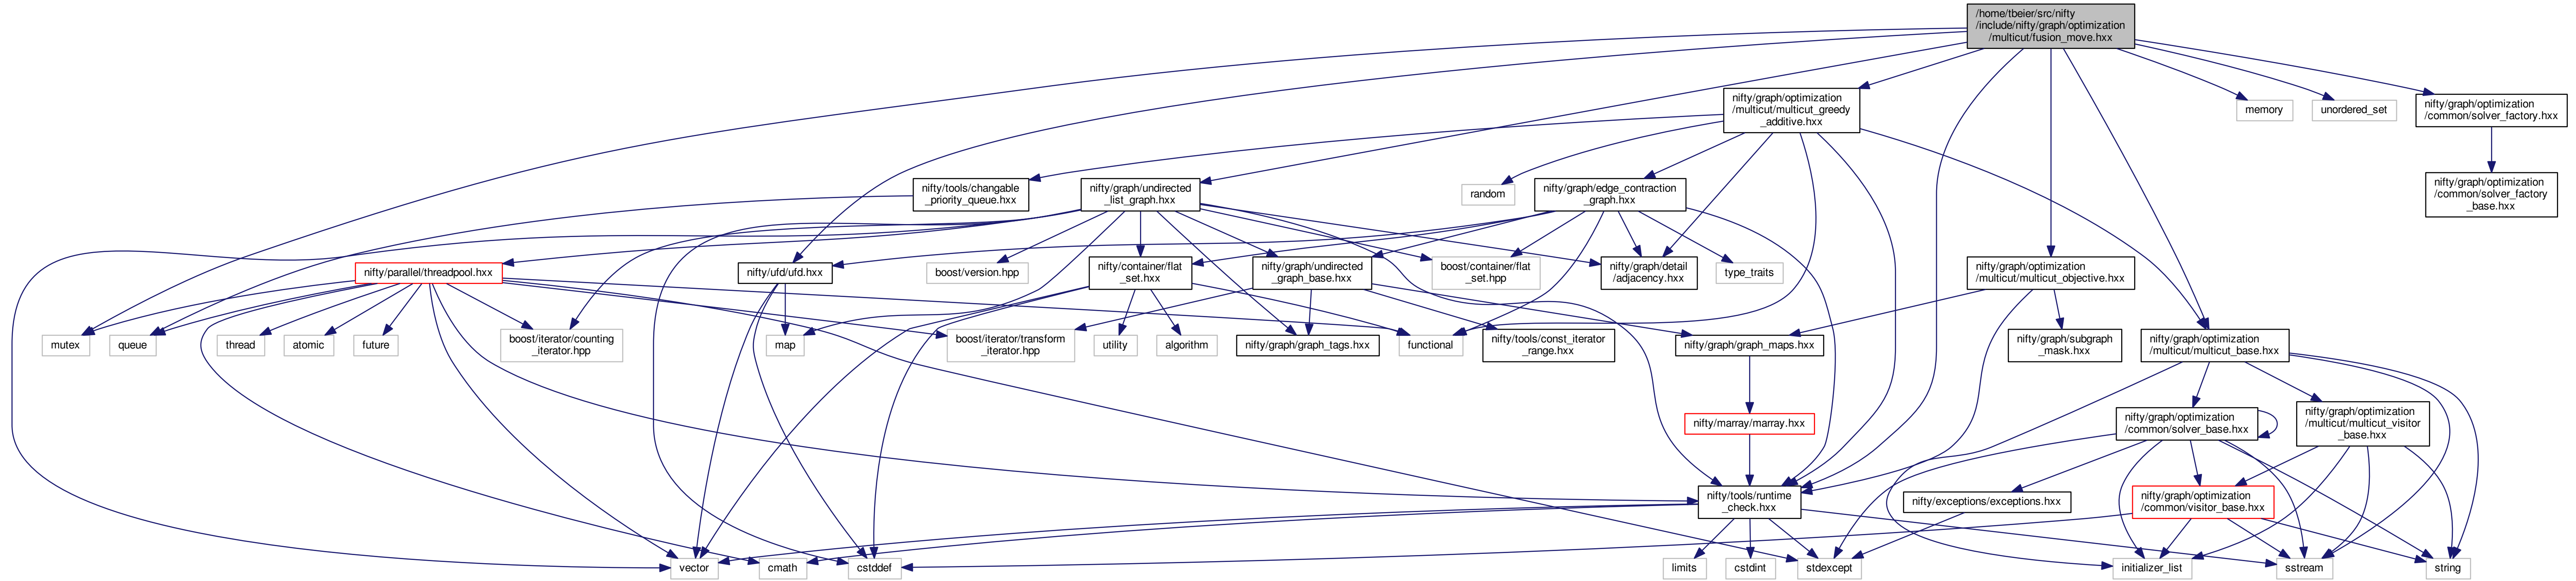 /home/tbeier/src/nifty
/include/nifty/graph/optimization
/multicut/fusion_move.hxx
nifty/graph/optimization
/multicut/multicut_greedy
_additive.hxx
memory
unordered_set
nifty/graph/optimization
/common/solver_factory.hxx
nifty/tools/changable
_priority_queue.hxx
nifty/graph/undirected
_list_graph.hxx
random
nifty/graph/edge_contraction
_graph.hxx
nifty/graph/optimization
/common/solver_factory
_base.hxx
nifty/parallel/threadpool.hxx
nifty/ufd/ufd.hxx
boost/version.hpp
nifty/container/flat
_set.hxx
nifty/graph/undirected
_graph_base.hxx
boost/container/flat
_set.hpp
nifty/graph/detail
/adjacency.hxx
type_traits
nifty/graph/optimization
/multicut/multicut_objective.hxx
mutex
queue
thread
atomic
future
boost/iterator/counting
_iterator.hpp
map
boost/iterator/transform
_iterator.hpp
utility
algorithm
nifty/graph/graph_tags.hxx
functional
nifty/tools/const_iterator
_range.hxx
nifty/graph/graph_maps.hxx
nifty/graph/subgraph
_mask.hxx
nifty/graph/optimization
/multicut/multicut_base.hxx
nifty/marray/marray.hxx
nifty/graph/optimization
/common/solver_base.hxx
nifty/graph/optimization
/multicut/multicut_visitor
_base.hxx
nifty/tools/runtime
_check.hxx
nifty/exceptions/exceptions.hxx
nifty/graph/optimization
/common/visitor_base.hxx
vector
cmath
cstddef
limits
cstdint
stdexcept
initializer_list
sstream
string